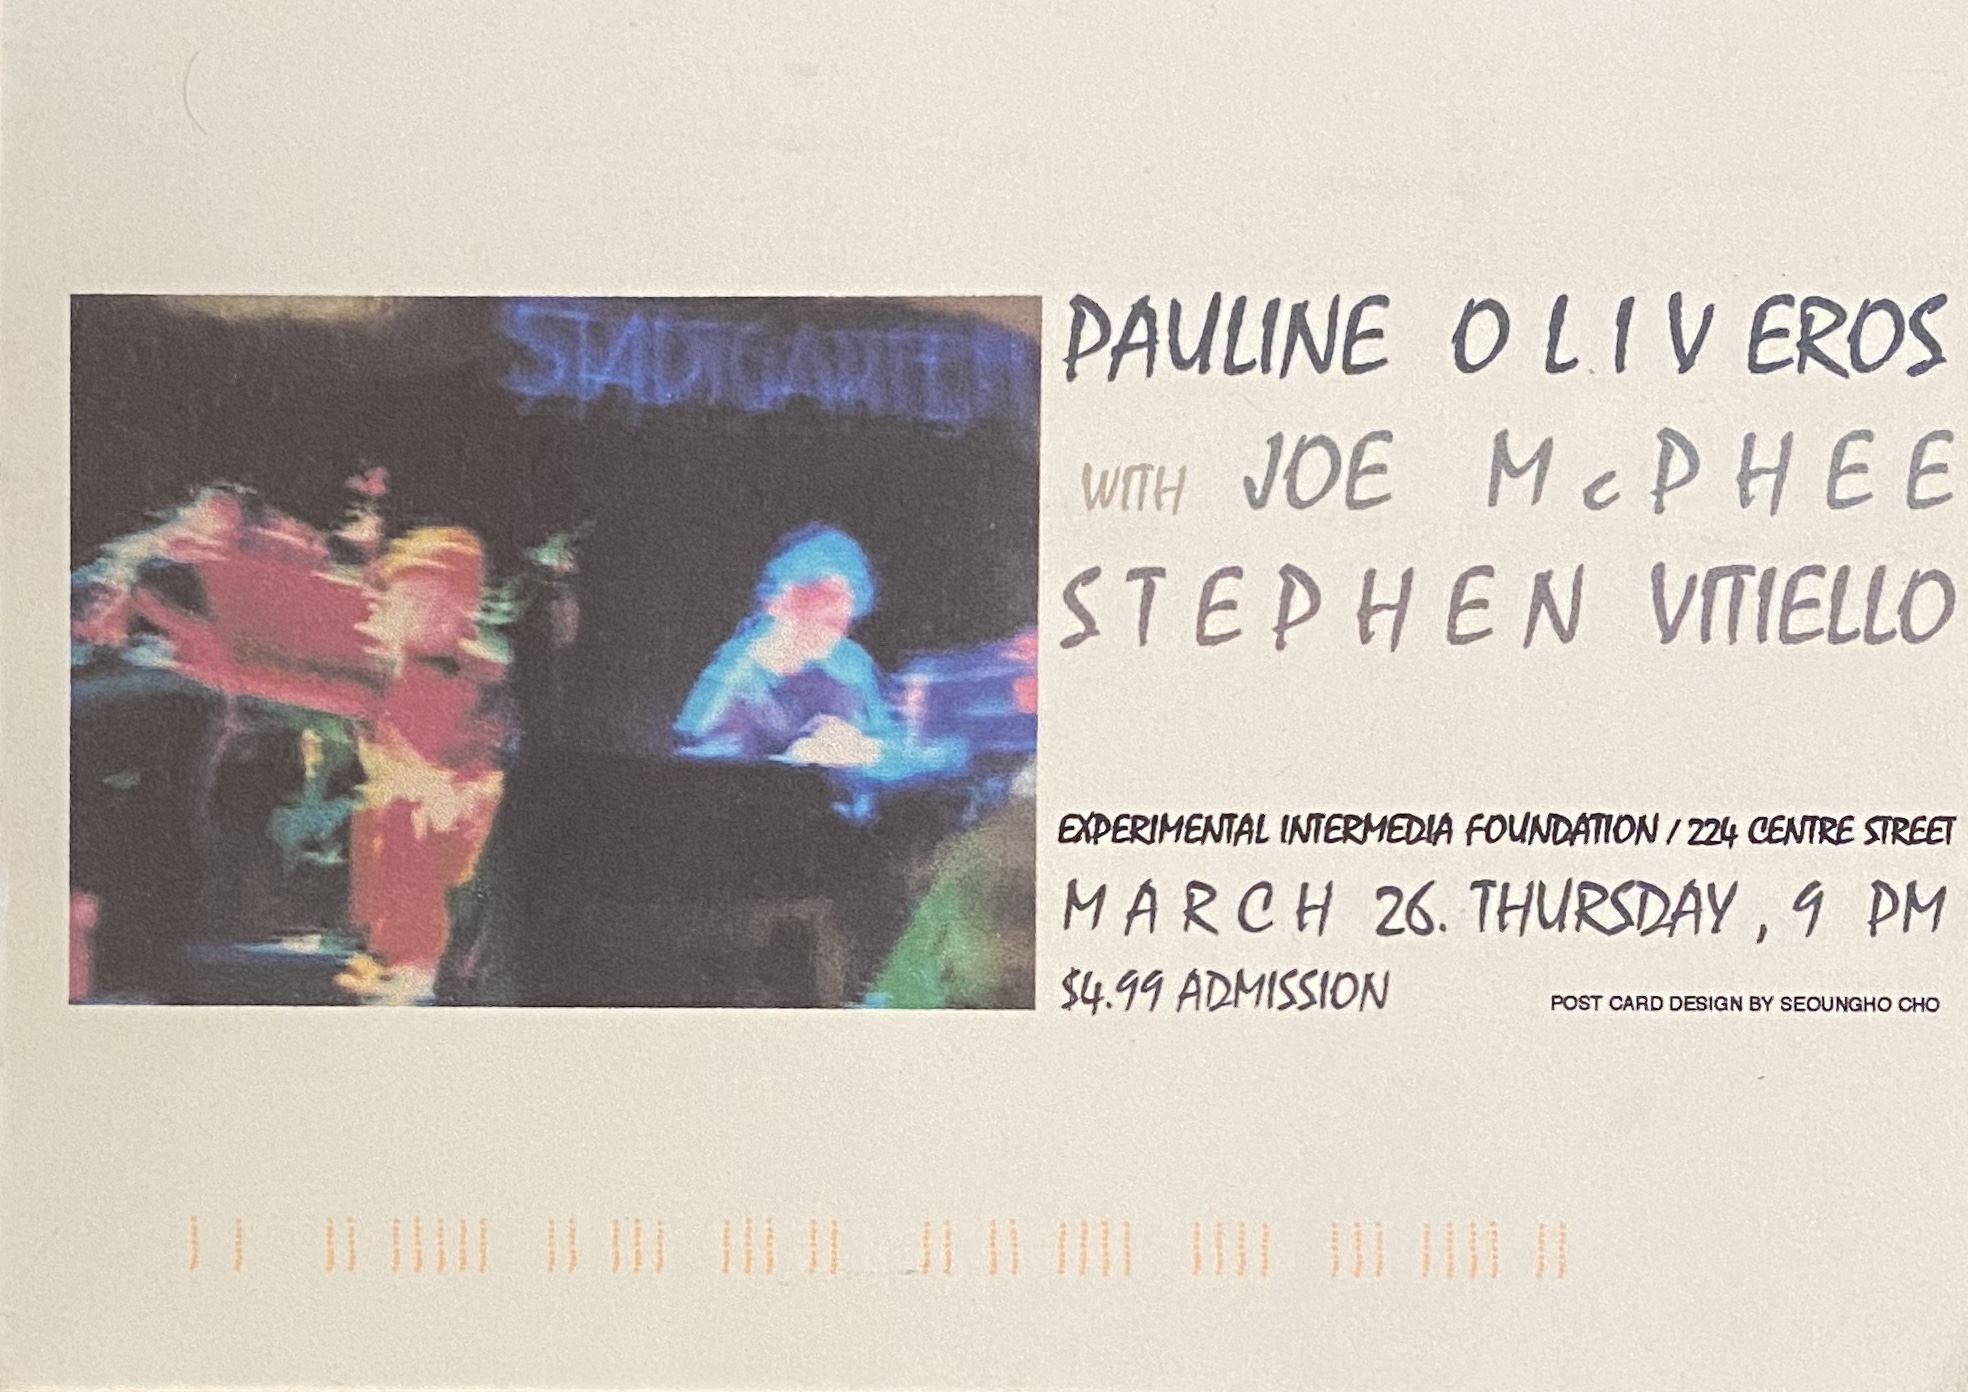 STADTGARTEN
PAULINE OLIVEROS
WITH JOE McPHEE
STEPHEN VITIELLO
EXPERIMENTAL INTERMEDIA FOUNDATION / 224 CENTRE STREET
MARCH 26. THURSDAY, 9 PM
$4.99 ADMISSION
POST CARD DESIGN BY SEOUNGHO CHO